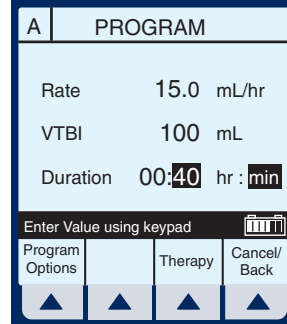 A PROGRAM
Rate 15.0 mL/hr
VTBI 100 mL
Duration 00:40 hr : min
Enter Value using keypad
Program Options Therapy Cancel/ Back